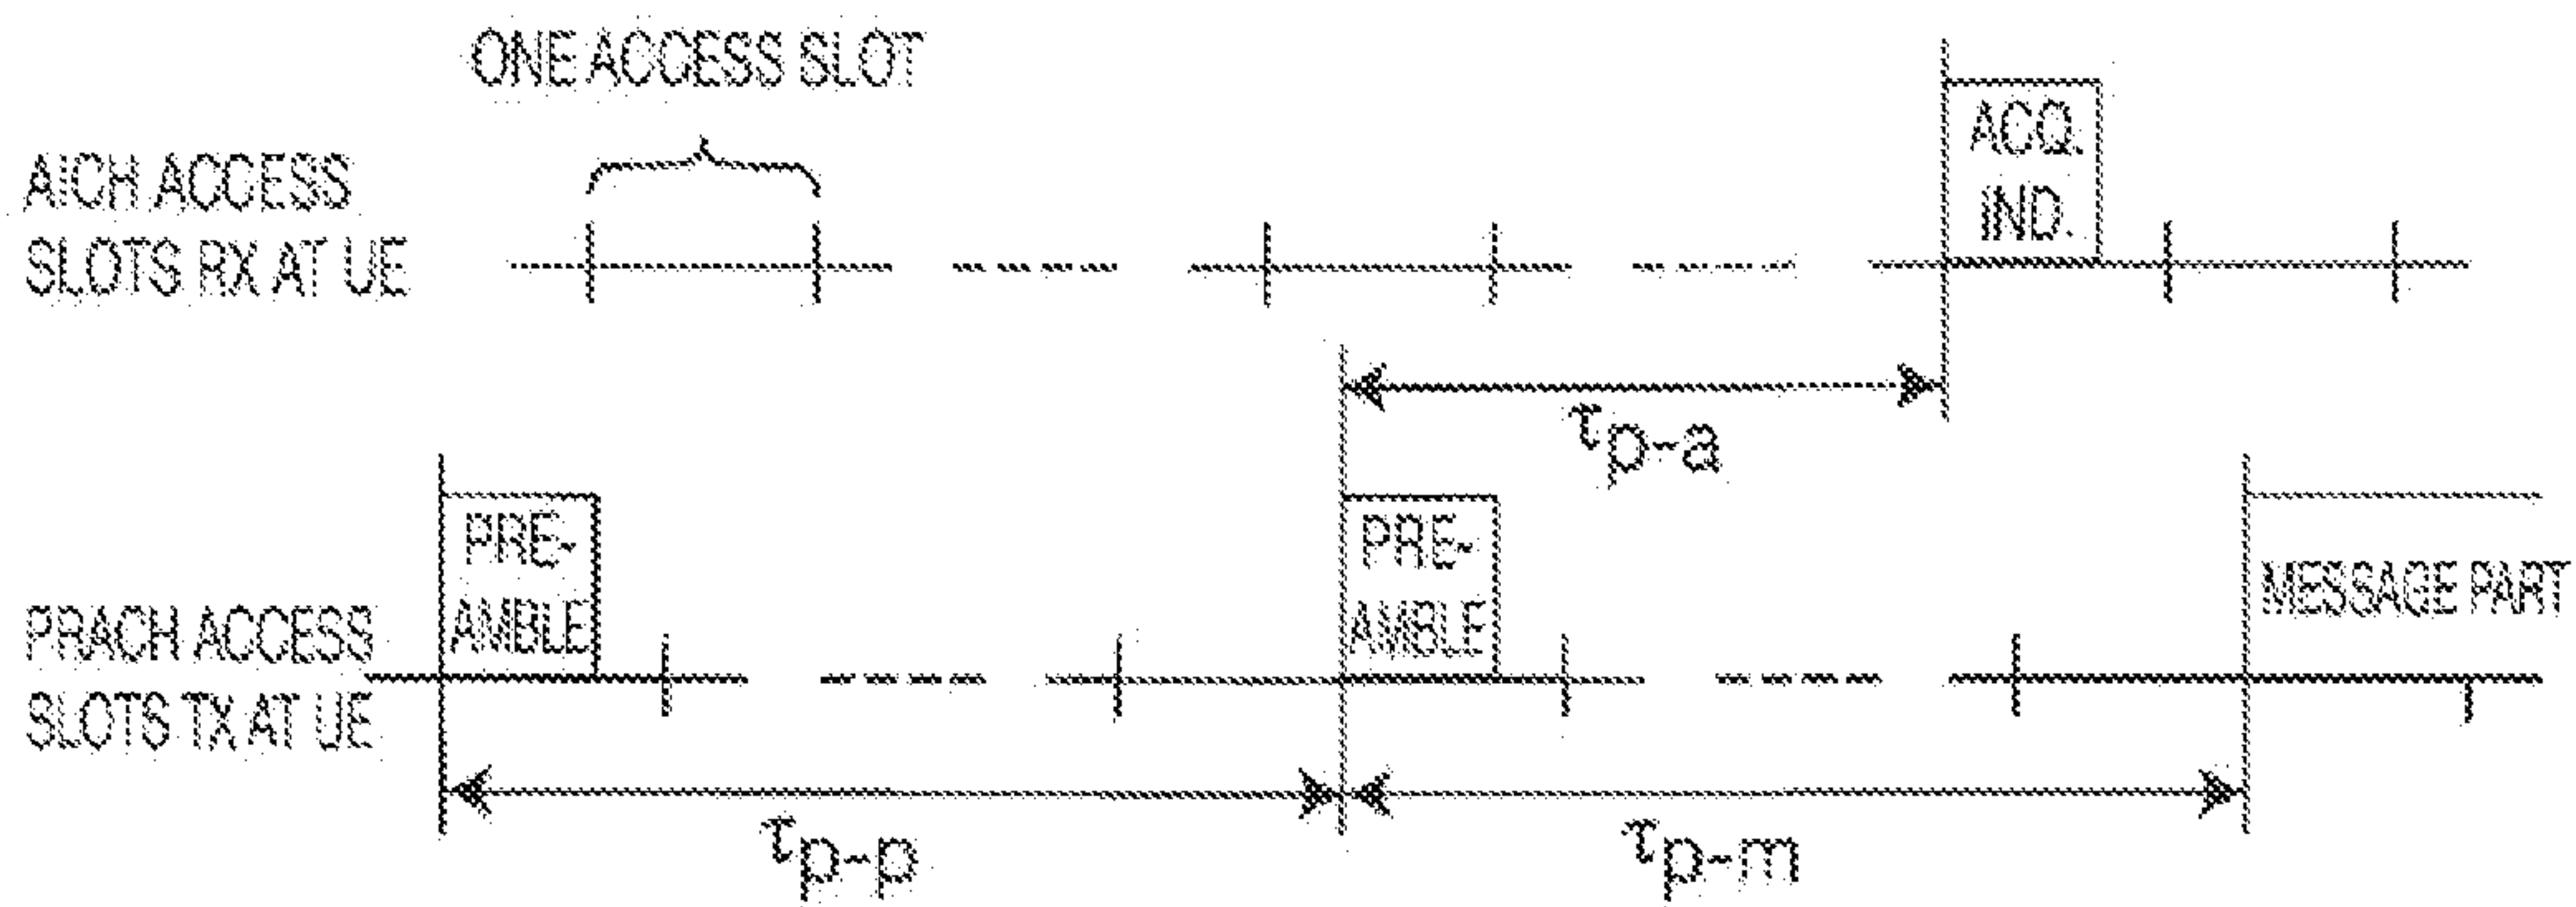 ONE ACCESS SLOT
AICH ACCESS
SLOTS RX AT UE
ACQ.
IND.
τp-a
PRE-
AMBLE
PRE-
AMBLE
MESSAGE PART
PRACH ACCESS
SLOTS TX AT UE
τp-p
τp-m